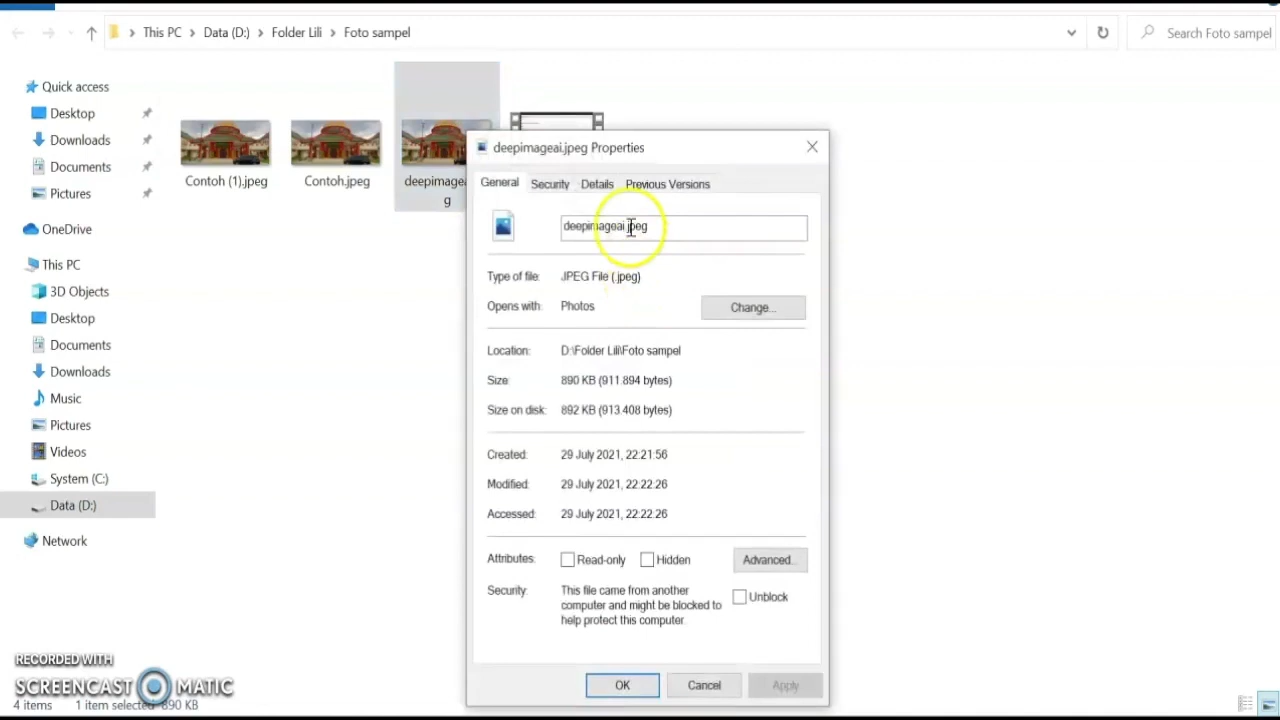 This PC > Data (D:) > Folder Lili > Foto sampel
Search Foto sampel
Quick access
Desktop
Downloads
Documents
Pictures
OneDrive
This PC
3D Objects
Desktop
Documents
Downloads
Music
Pictures
Videos
System (C:)
Data (D:)
Network
Contoh (1).jpeg
Contoh.jpeg
deepimagea
g
deepimageai.jpeg Properties
General Security Details Previous Versions
deepimageai.jpeg
Type of file: JPEG File (.jpeg)
Opens with: Photos Change...
Location: D:\Folder Lili\Foto sampel
Size: 890 KB (911.894 bytes)
Size on disk: 892 KB (913.408 bytes)
Created: 29 July 2021, 22:21:56
Modified: 29 July 2021, 22:22:26
Accessed: 29 July 2021, 22:22:26
Attributes: Read-only Hidden Advanced...
Security: This file came from another
computer and might be blocked to
help protect this computer.
Unblock
OK Cancel Apply
RECORDED WITH
SCREENCAST MATIC
4 items 1 item selected 890 KB